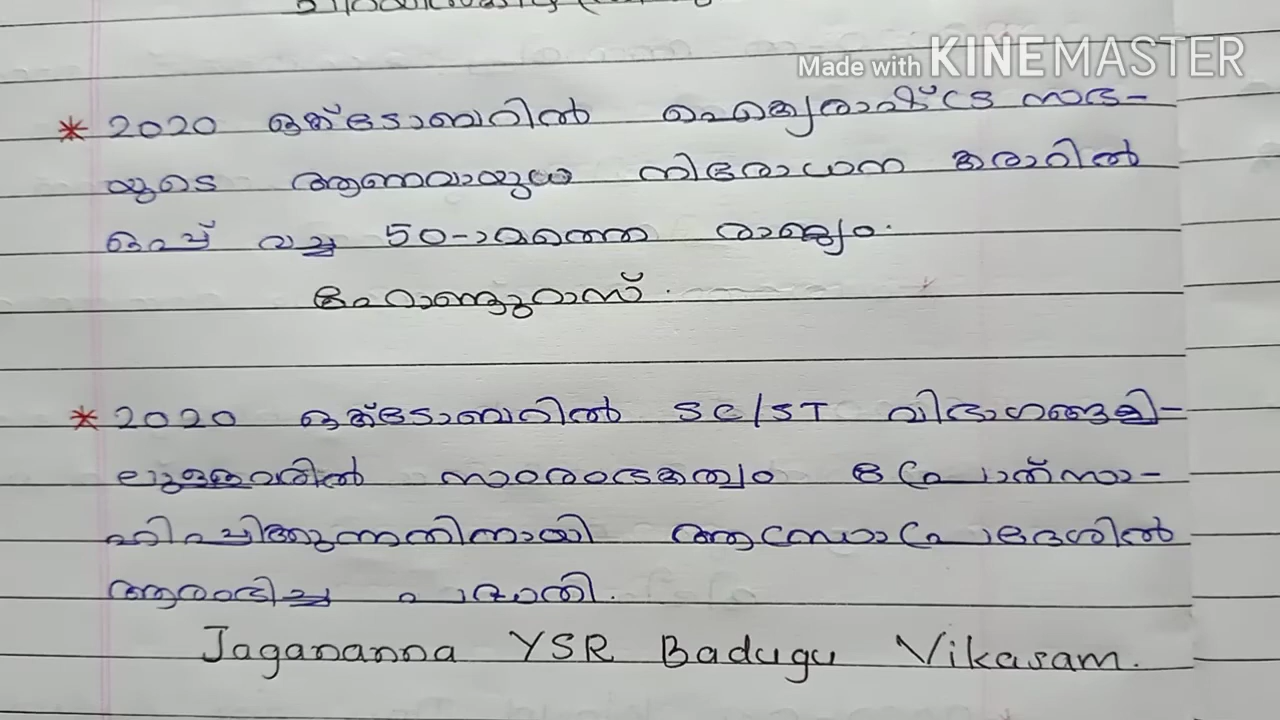 Made with KINEMASTER
* 2020 ഒക്ടോബറിൽ ഐക്യരാഷ്ട്ര സഭ-
യുടെ ആണവായുധ നിരോധന കരാറിൽ
ഒപ്പ് വച്ച 50-ാമത്തെ രാജ്യം.
ഹോണ്ടുറാസ്.
* 2020 ഒക്ടോബറിൽ SC/ST വിഭാഗങ്ങളി-
ലുള്ളവരിൽ സംരംഭകത്വം പ്രോത്സാ-
ഹിപ്പിക്കുന്നതിനായി ആന്ധ്രാപ്രദേശിൽ
ആരംഭിച്ച പദ്ധതി.
Jagananna YSR Badugu Vikasam.